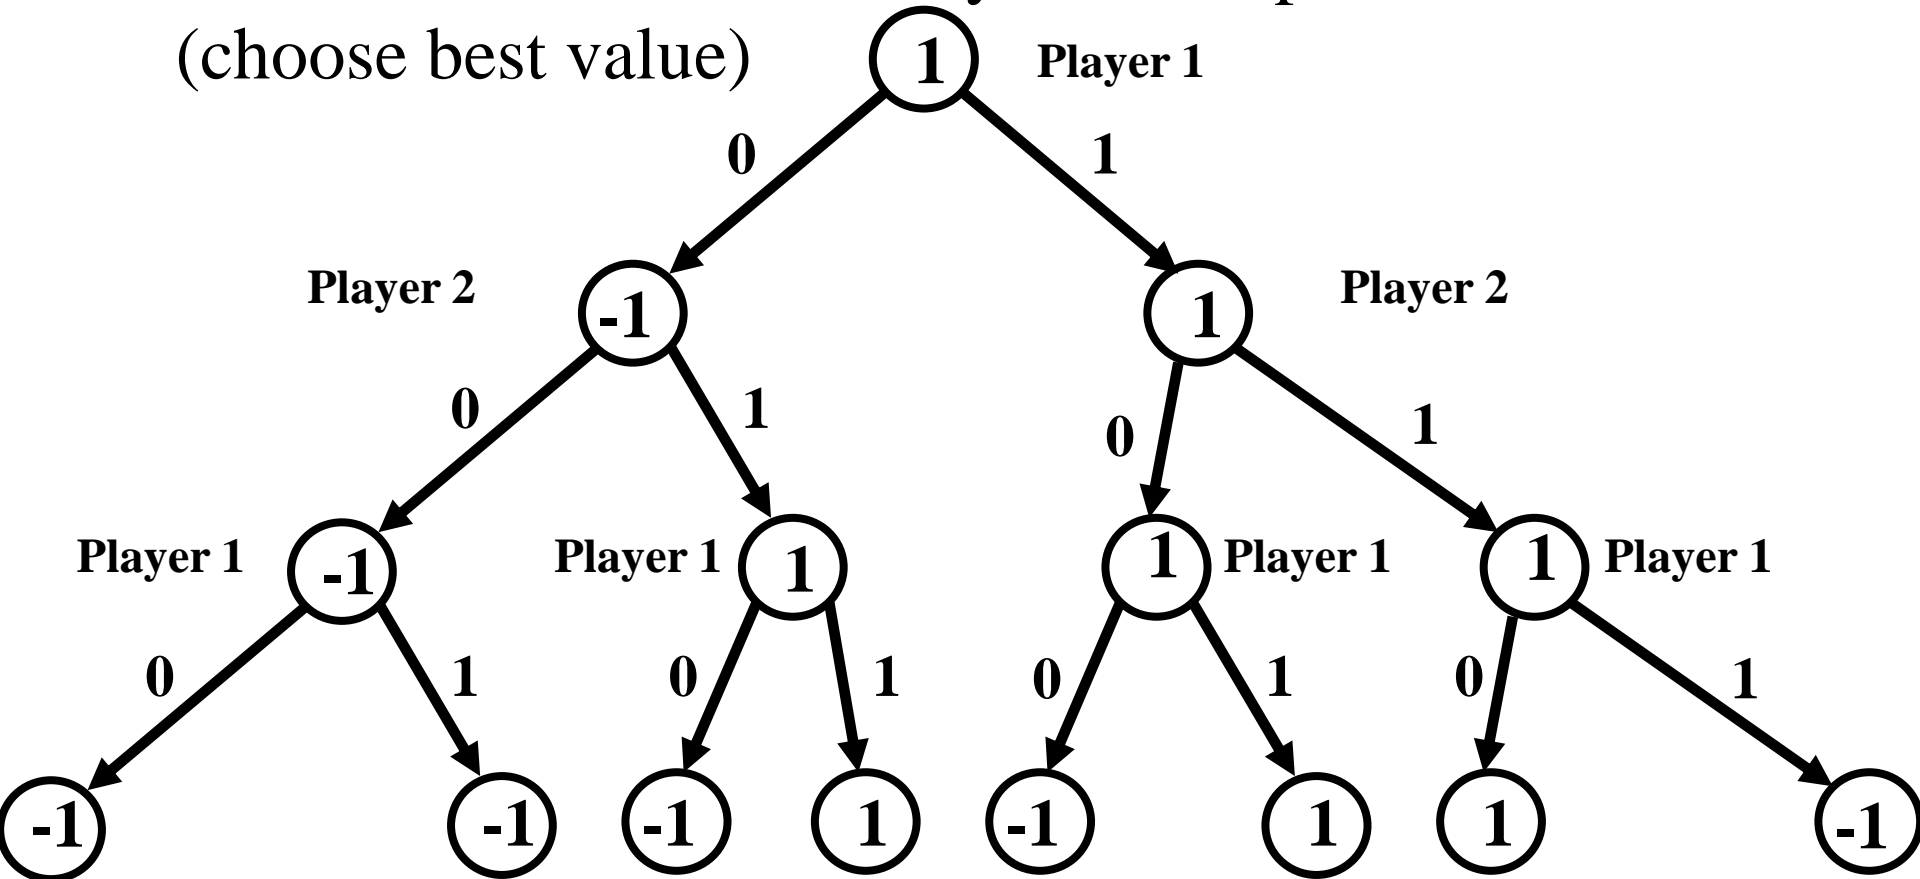 (choose best value)
1 Player 1
0 1
Player 2 -1 1 Player 2
0 1 0 1
Player 1 -1 Player 1 1 1 Player 1 1 Player 1
0 1 0 1 0 1 0 1
-1 -1 -1 1 -1 1 1 -1